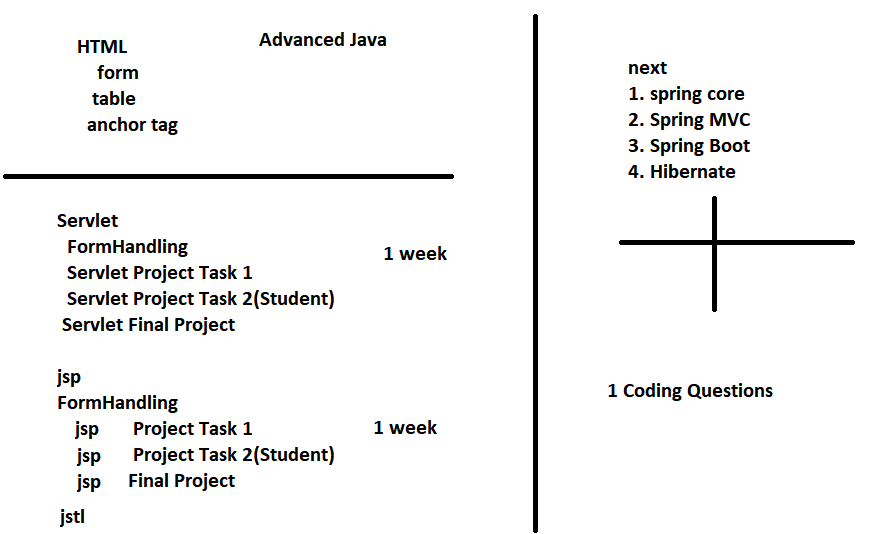 Advanced Java
HTML
form
table
anchor tag
Servlet
FormHandling
Servlet Project Task 1
1 week
Servlet Project Task 2(Student)
Servlet Final Project
jsp
FormHandling
jsp Project Task 1
1 week
jsp Project Task 2(Student)
jsp Final Project
jstl
next
1. spring core
2. Spring MVC
3. Spring Boot
4. Hibernate
1 Coding Questions